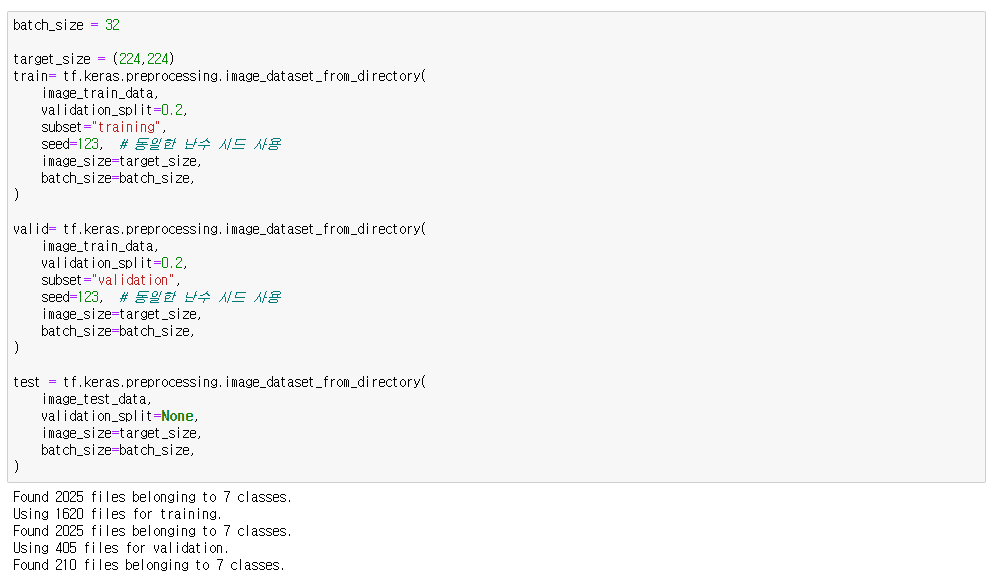 batch_size = 32
target_size = (224,224)
train= tf.keras.preprocessing.image_dataset_from_directory(
    image_train_data,
    validation_split=0.2,
    subset="training",
    seed=123,  # 동일한 난수 시드 사용
    image_size=target_size,
    batch_size=batch_size,
)
valid= tf.keras.preprocessing.image_dataset_from_directory(
    image_train_data,
    validation_split=0.2,
    subset="validation",
    seed=123,  # 동일한 난수 시드 사용
    image_size=target_size,
    batch_size=batch_size,
)
test = tf.keras.preprocessing.image_dataset_from_directory(
    image_test_data,
    validation_split=None,
    image_size=target_size,
    batch_size=batch_size,
)
Found 2025 files belonging to 7 classes.
Using 1620 files for training.
Found 2025 files belonging to 7 classes.
Using 405 files for validation.
Found 210 files belonging to 7 classes.